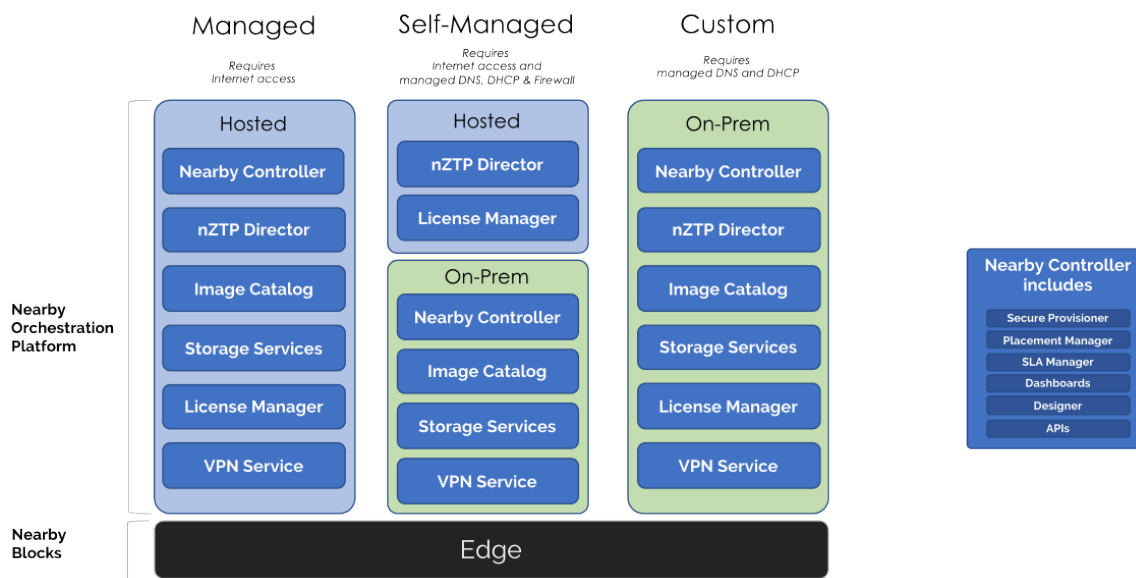 Managed
Requires
Internet access
Self-Managed
Requires
Internet access and
managed DNS, DHCP & Firewall
Custom
Requires
managed DNS and DHCP
Nearby
Orchestration
Platform
Hosted
Nearby Controller
nZTP Director
Image Catalog
Storage Services
License Manager
VPN Service
Hosted
nZTP Director
License Manager
On-Prem
Nearby Controller
Image Catalog
Storage Services
VPN Service
On-Prem
Nearby Controller
nZTP Director
Image Catalog
Storage Services
License Manager
VPN Service
Nearby Controller
includes
Secure Provisioner
Placement Manager
SLA Manager
Dashboards
Designer
APIs
Nearby
Blocks
Edge